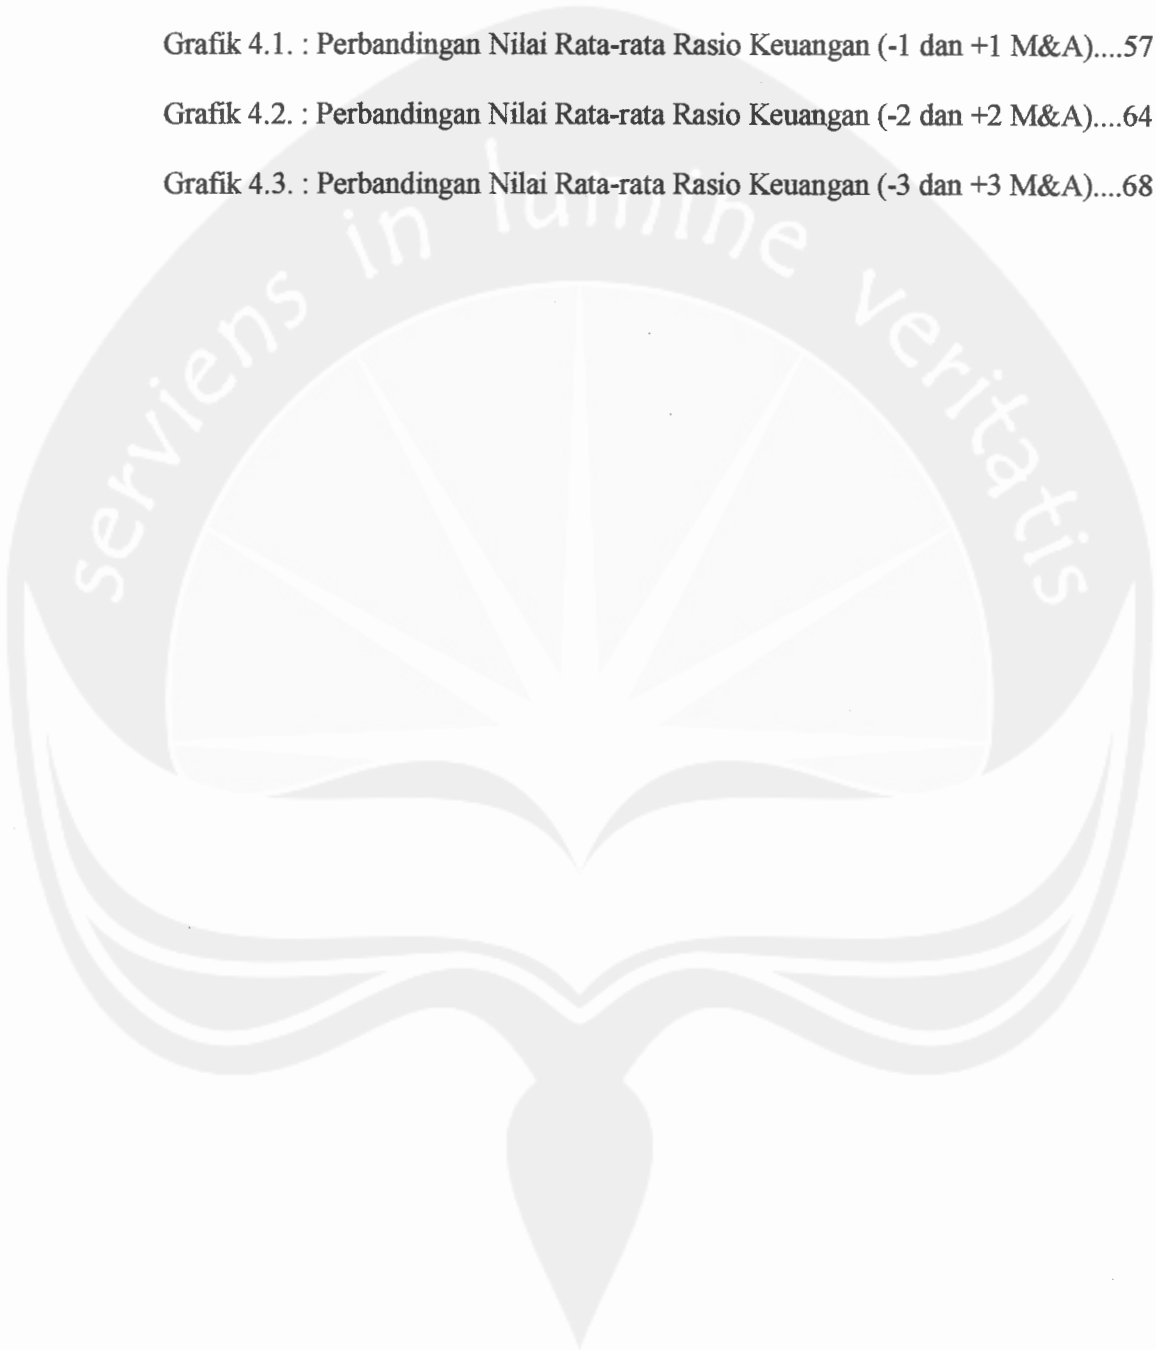 Grafik 4.1. : Perbandingan Nilai Rata-rata Rasio Keuangan (-1 dan +1 M&A)....57
Grafik 4.2. : Perbandingan Nilai Rata-rata Rasio Keuangan (-2 dan +2 M&A)....64
Grafik 4.3. : Perbandingan Nilai Rata-rata Rasio Keuangan (-3 dan +3 M&A)....68
serviens in lumine veritatis